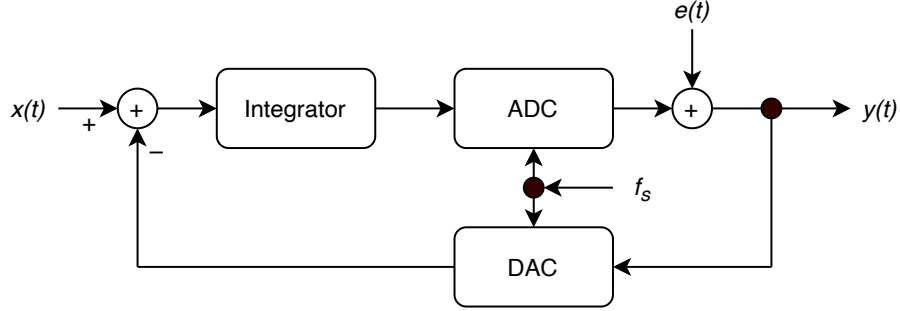 e(t)
x(t) + + Integrator ADC + y(t)
−
f_s
DAC